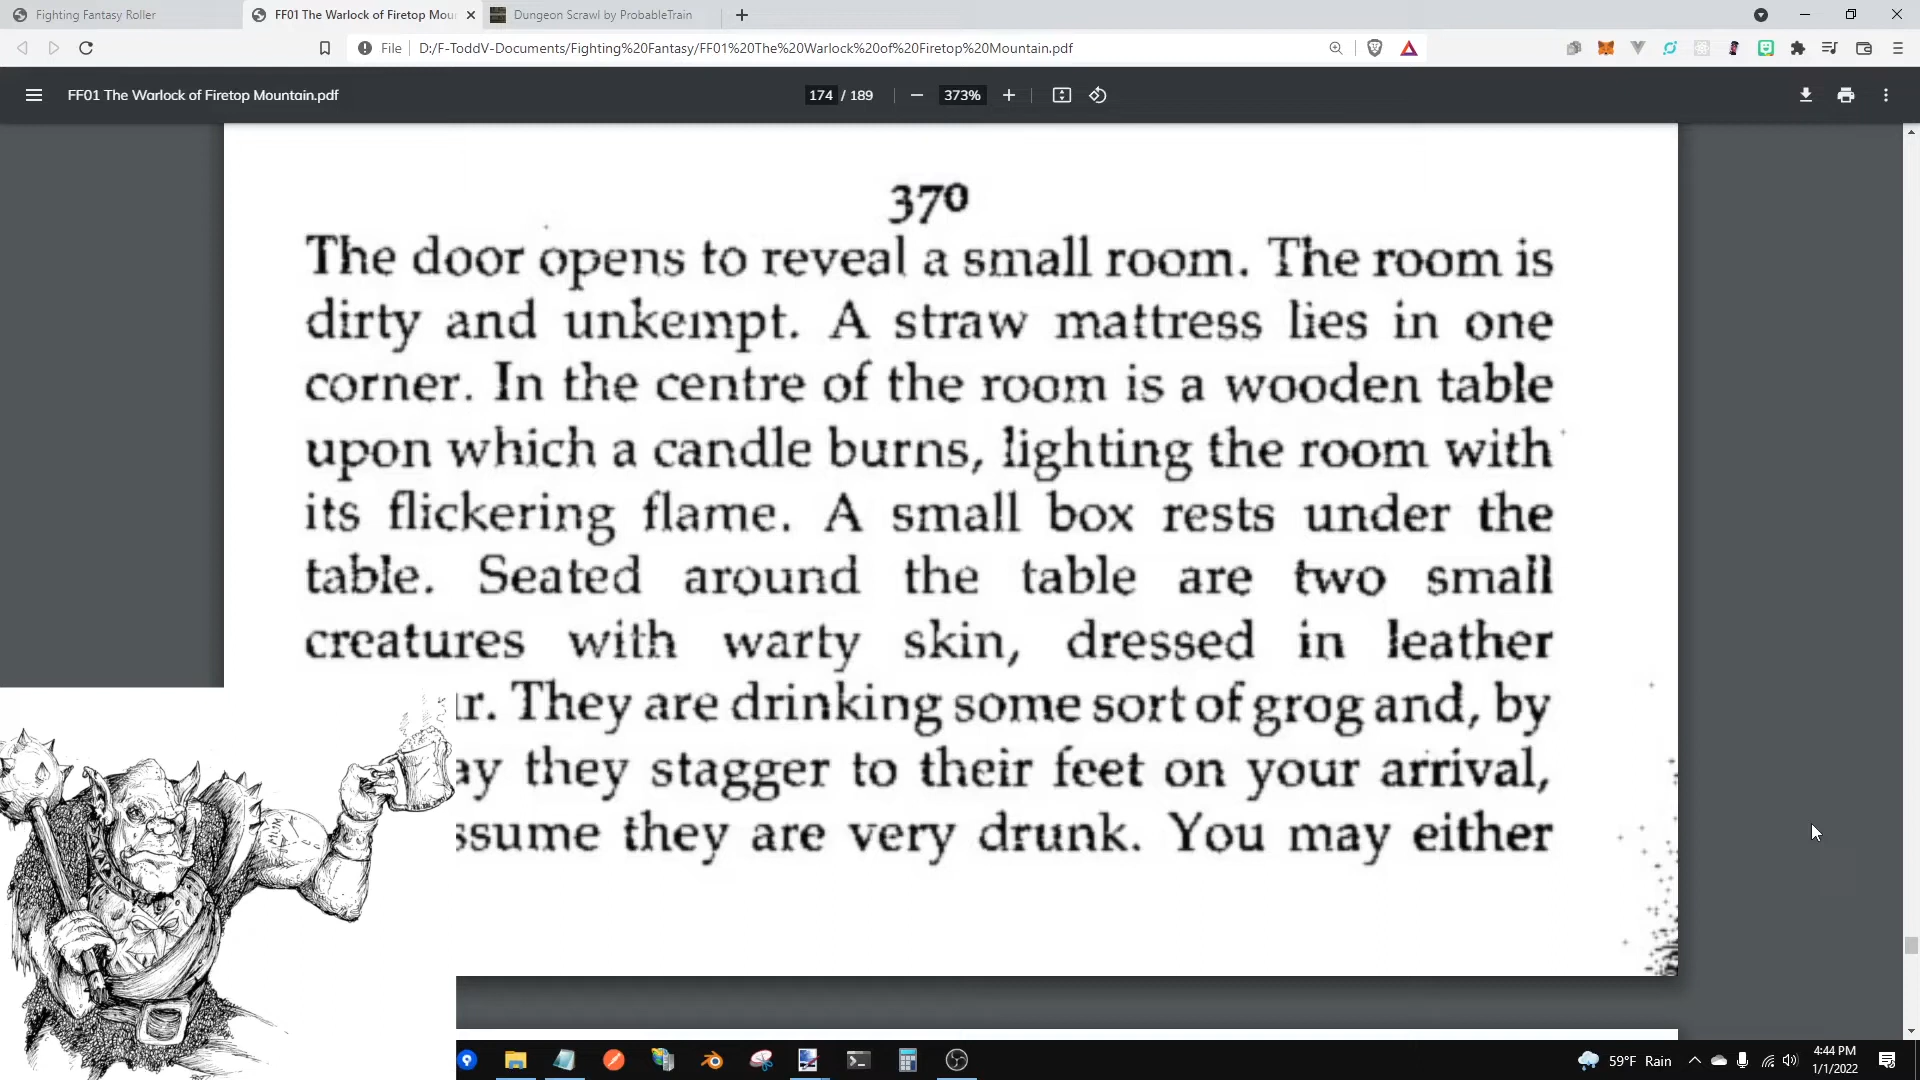 Fighting Fantasy Roller
FF01 The Warlock of Firetop Moun
Dungeon Scrawl by ProbableTrain
File
D:/F-ToddV-Documents/Fighting%20Fantasy/FF01%20The%20Warlock%20of%20Firetop%20Mountain.pdf
FF01 The Warlock of Firetop Mountain.pdf
174 / 189
373%
370
The door opens to reveal a small room. The room is
dirty and unkempt. A straw mattress lies in one
corner. In the centre of the room is a wooden table
upon which a candle burns, lighting the room with
its flickering flame. A small box rests under the
table. Seated around the table are two small
creatures with warty skin, dressed in leather
r. They are drinking some sort of grog and, by
ay they stagger to their feet on your arrival,
ssume they are very drunk. You may either
59°F Rain
4:44 PM
1/1/2022